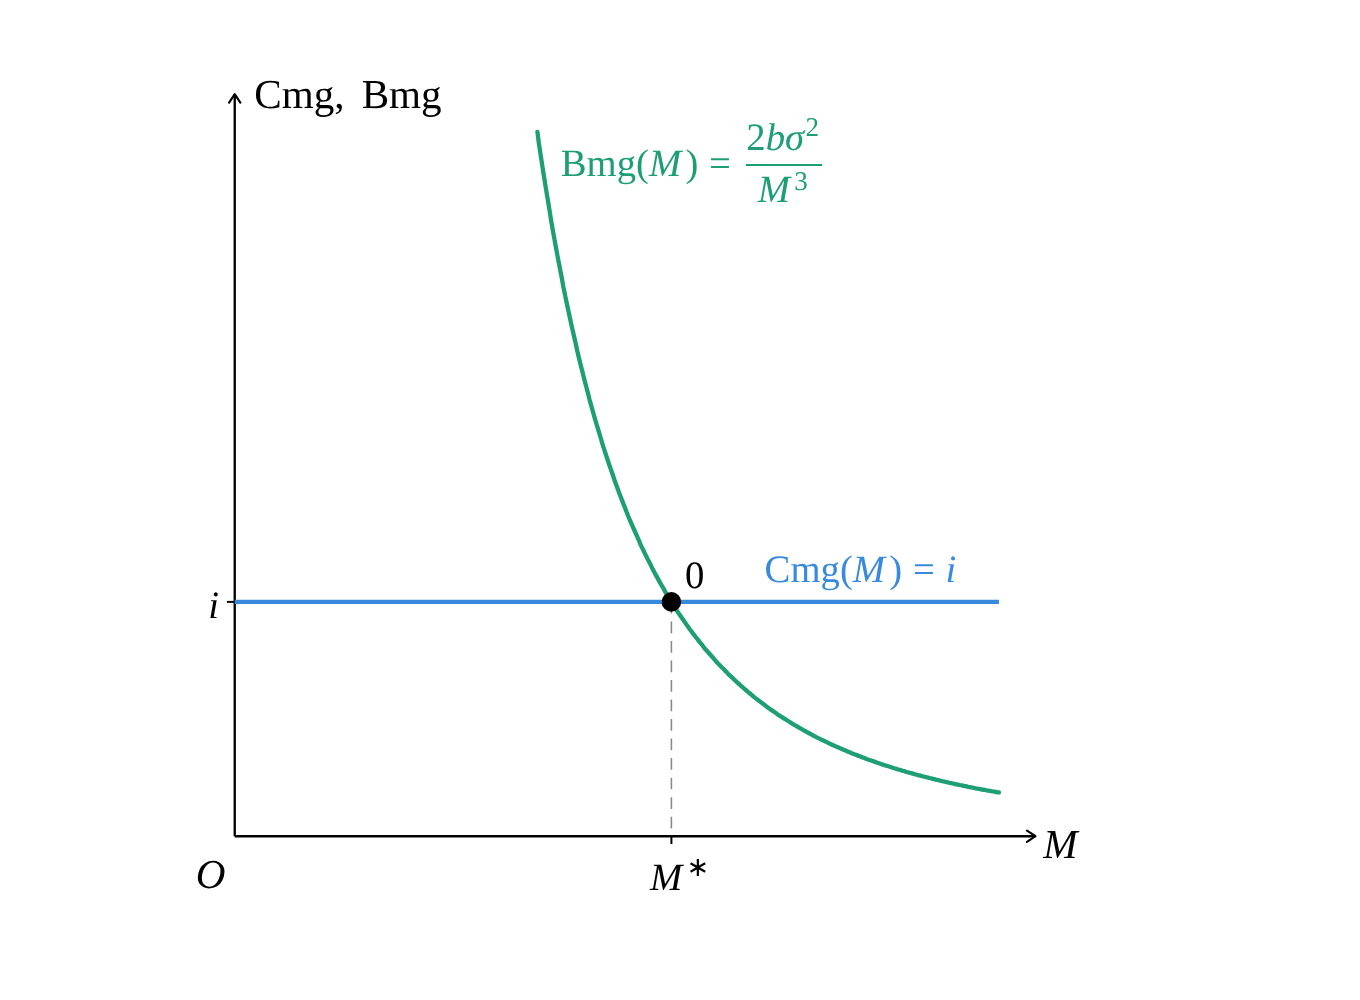 Cmg, Bmg
Bmg(M) = 2bσ² / M³
0
Cmg(M) = i
i
M
O
M*